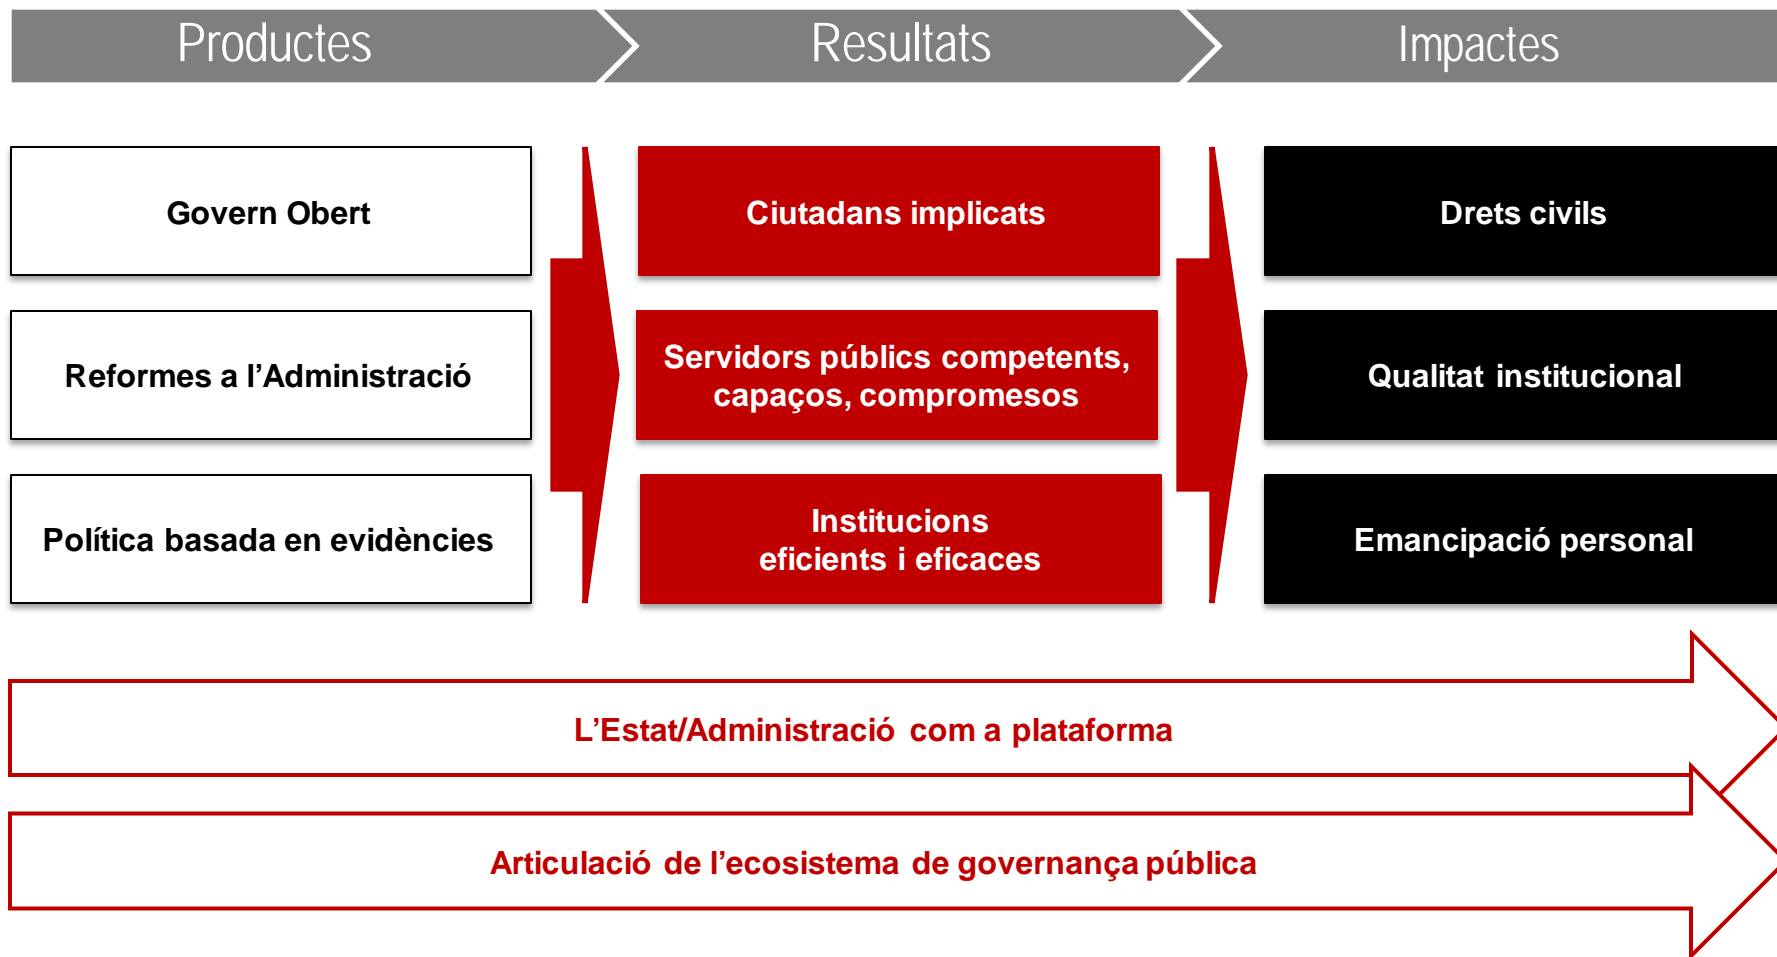 Productes
Resultats
Impactes
Govern Obert
Ciutadans implicats
Drets civils
Reformes a l’Administració
Servidors públics competents,
capaços, compromesos
Qualitat institucional
Política basada en evidències
Institucions
eficients i eficaces
Emancipació personal
L’Estat/Administració com a plataforma
Articulació de l’ecosistema de governança pública